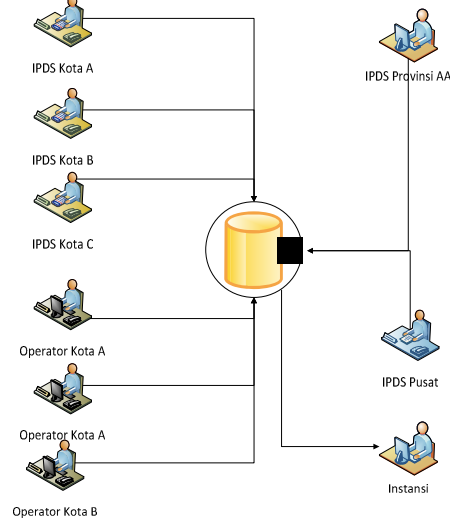 IPDS Kota A
IPDS Provinsi AA
IPDS Kota B
IPDS Kota C
Operator Kota A
IPDS Pusat
Operator Kota A
Instansi
Operator Kota B